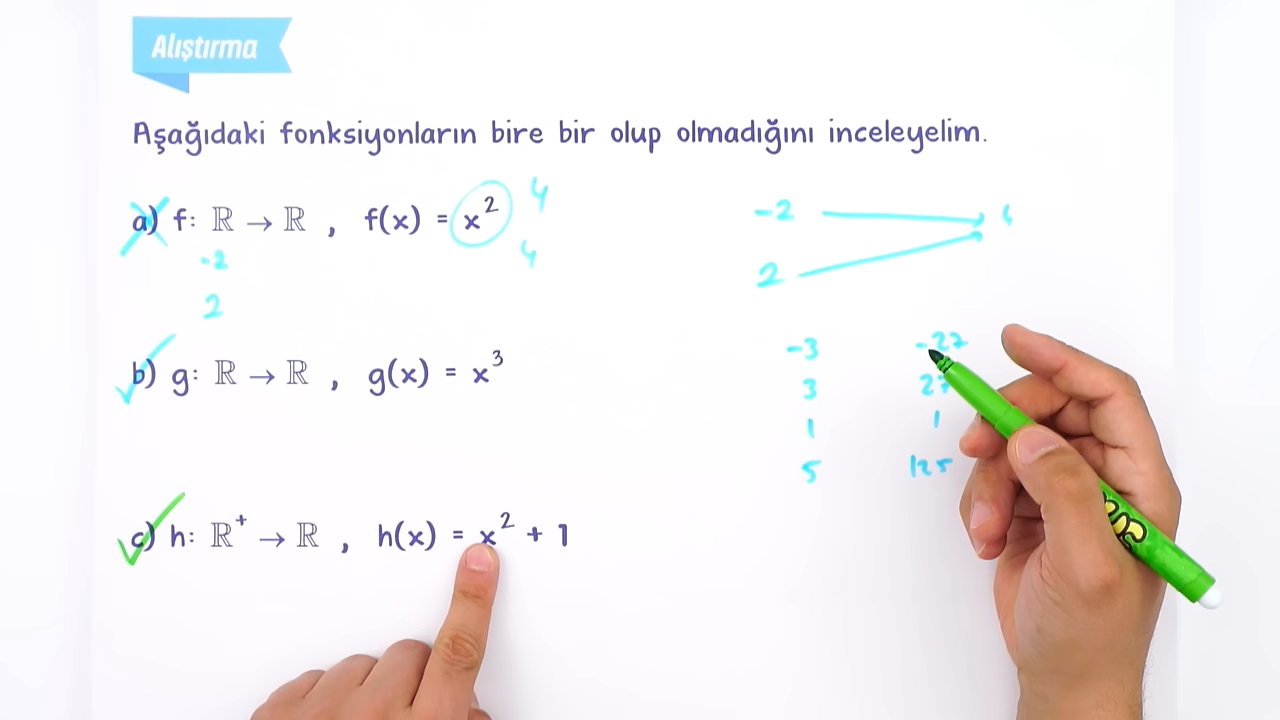 Alıştırma
Aşağıdaki fonksiyonların bire bir olup olmadığını inceleyelim.
a) f: ℝ → ℝ , f(x) = x² 4
-2 4
2
-2
2
b) g: ℝ → ℝ , g(x) = x³
-3 -27
3 27
1 1
5 125
c) h: ℝ⁺ → ℝ , h(x) = x² + 1